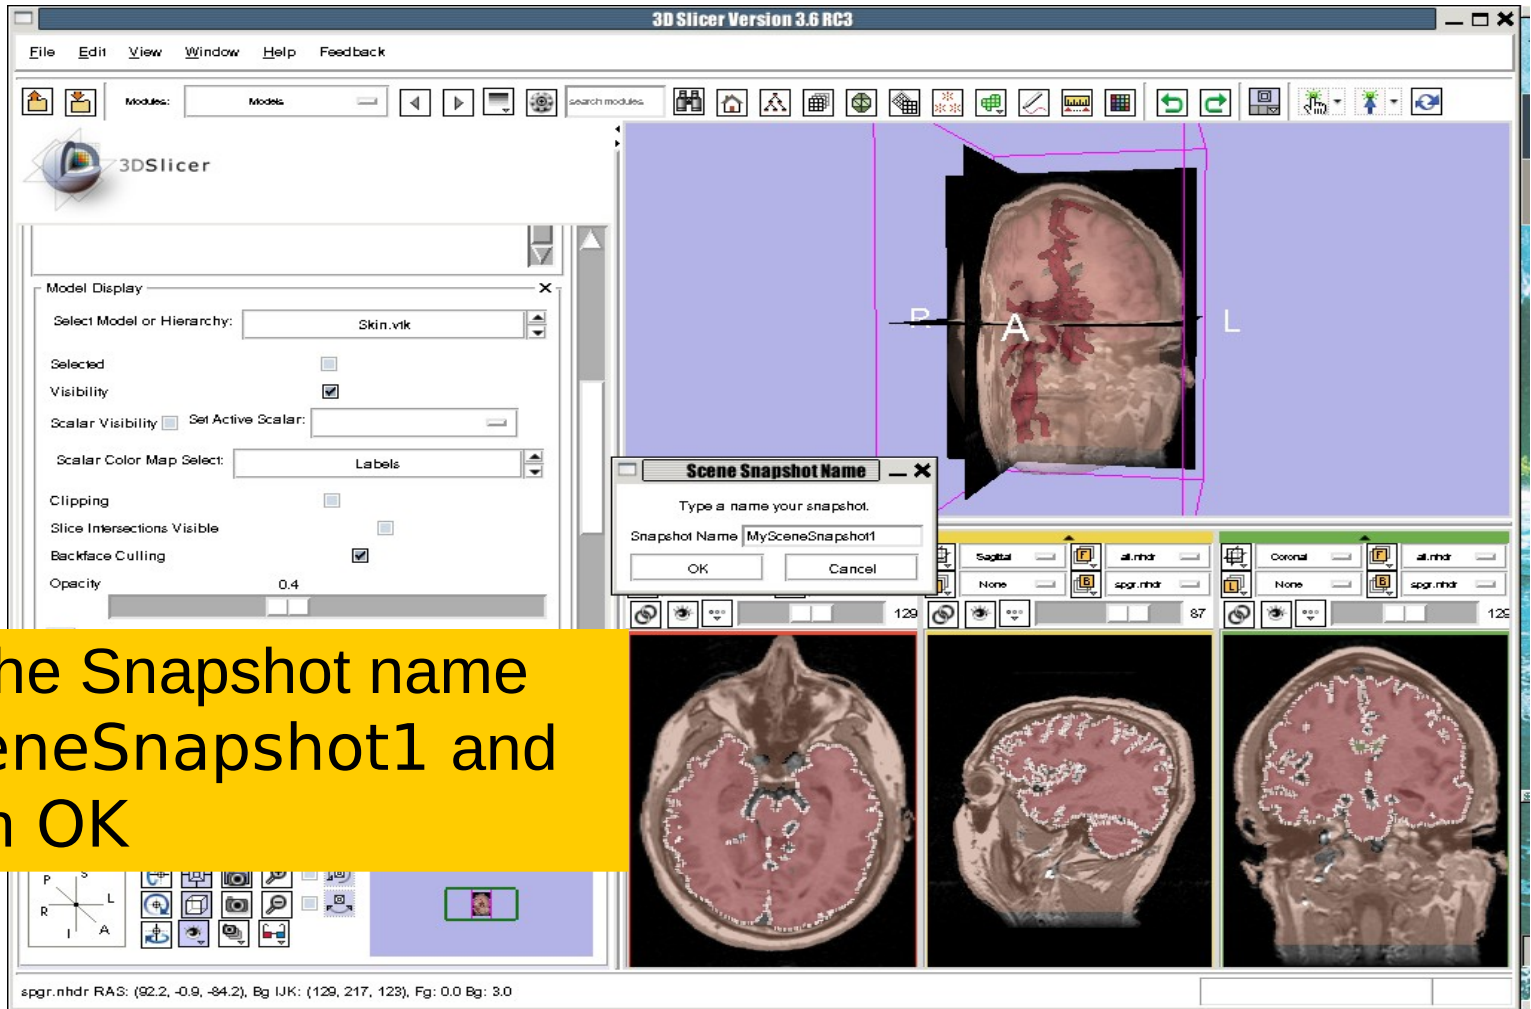 3D Slicer Version 3.6 RC3
File Edit View Window Help Feedback
Modules: Models search modules
3DSlicer
Model Display
Select Model or Hierarchy: Skin.vtk
Selected
Visibility
Scalar Visibility Set Active Scalar:
Scalar Color Map Select: Labels
Clipping
Slice Intersections Visible
Backface Culling
Opacity 0.4
R A L
Scene Snapshot Name
Type a name your snapshot.
Snapshot Name MySceneSnapshot1
OK Cancel
Sagittal F all.nhdr
L None B spgr.nhdr
129 87
Coronal F all.nhdr
L None B spgr.nhdr
129
he Snapshot name
eneSnapshot1 and
n OK
P S
R L
I A
spgr.nhdr RAS: (92.2, -0.9, -84.2), Bg IJK: (129, 217, 123), Fg: 0.0 Bg: 3.0